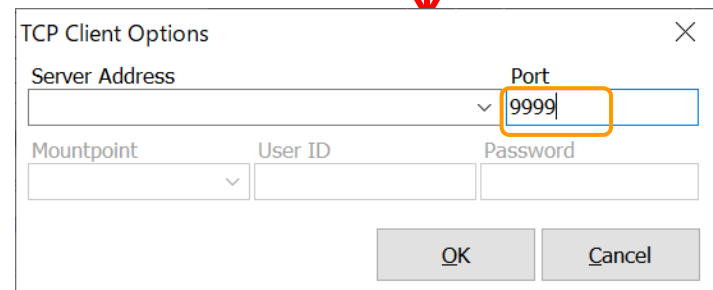 TCP Client Options
Server Address Port
9999
Mountpoint User ID Password
OK Cancel